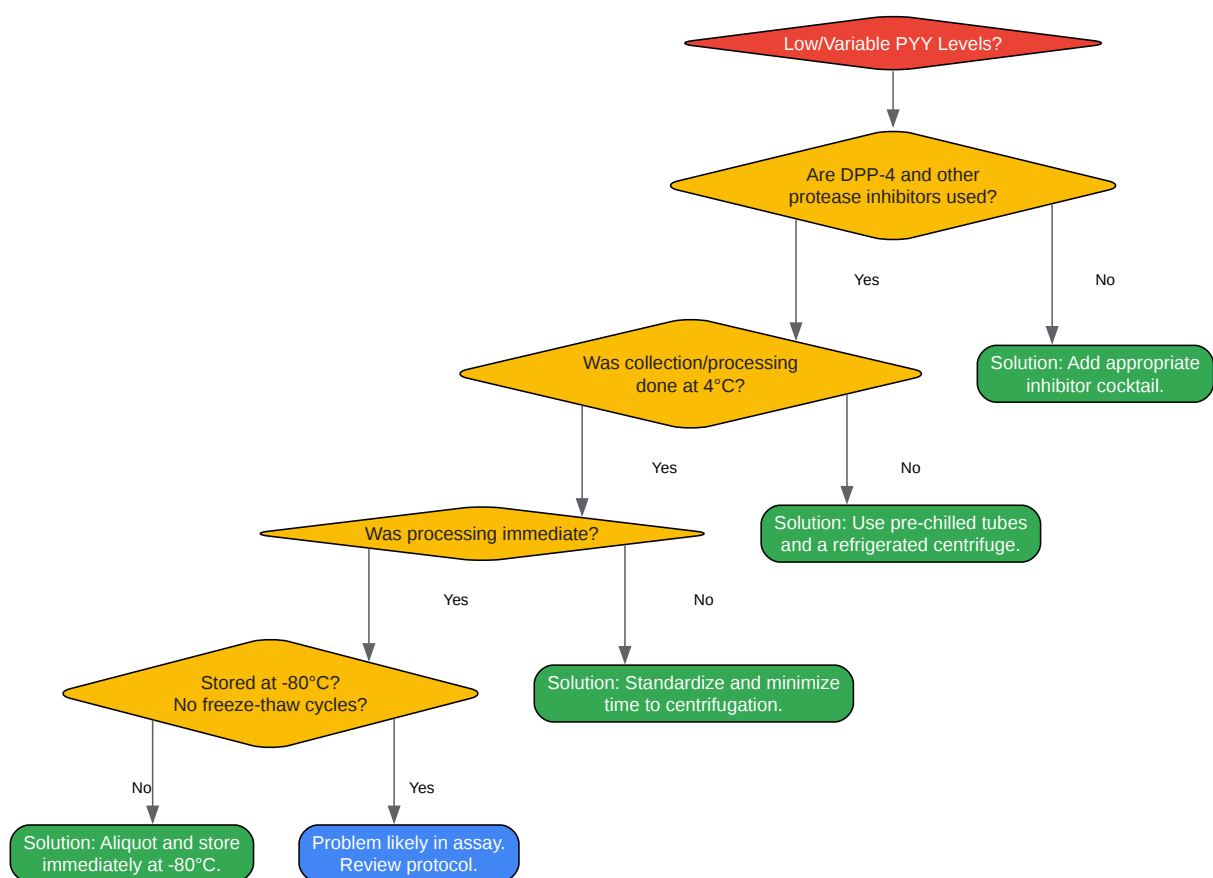 Low/Variable PYY Levels?
Are DPP-4 and other
protease inhibitors used?
Yes
No
Was collection/processing
done at 4°C?
Solution: Add appropriate
inhibitor cocktail.
Yes
No
Was processing immediate?
Solution: Use pre-chilled tubes
and a refrigerated centrifuge.
Yes
No
Stored at -80°C?
No freeze-thaw cycles?
Solution: Standardize and minimize
time to centrifugation.
No
Yes
Solution: Aliquot and store
immediately at -80°C.
Problem likely in assay.
Review protocol.